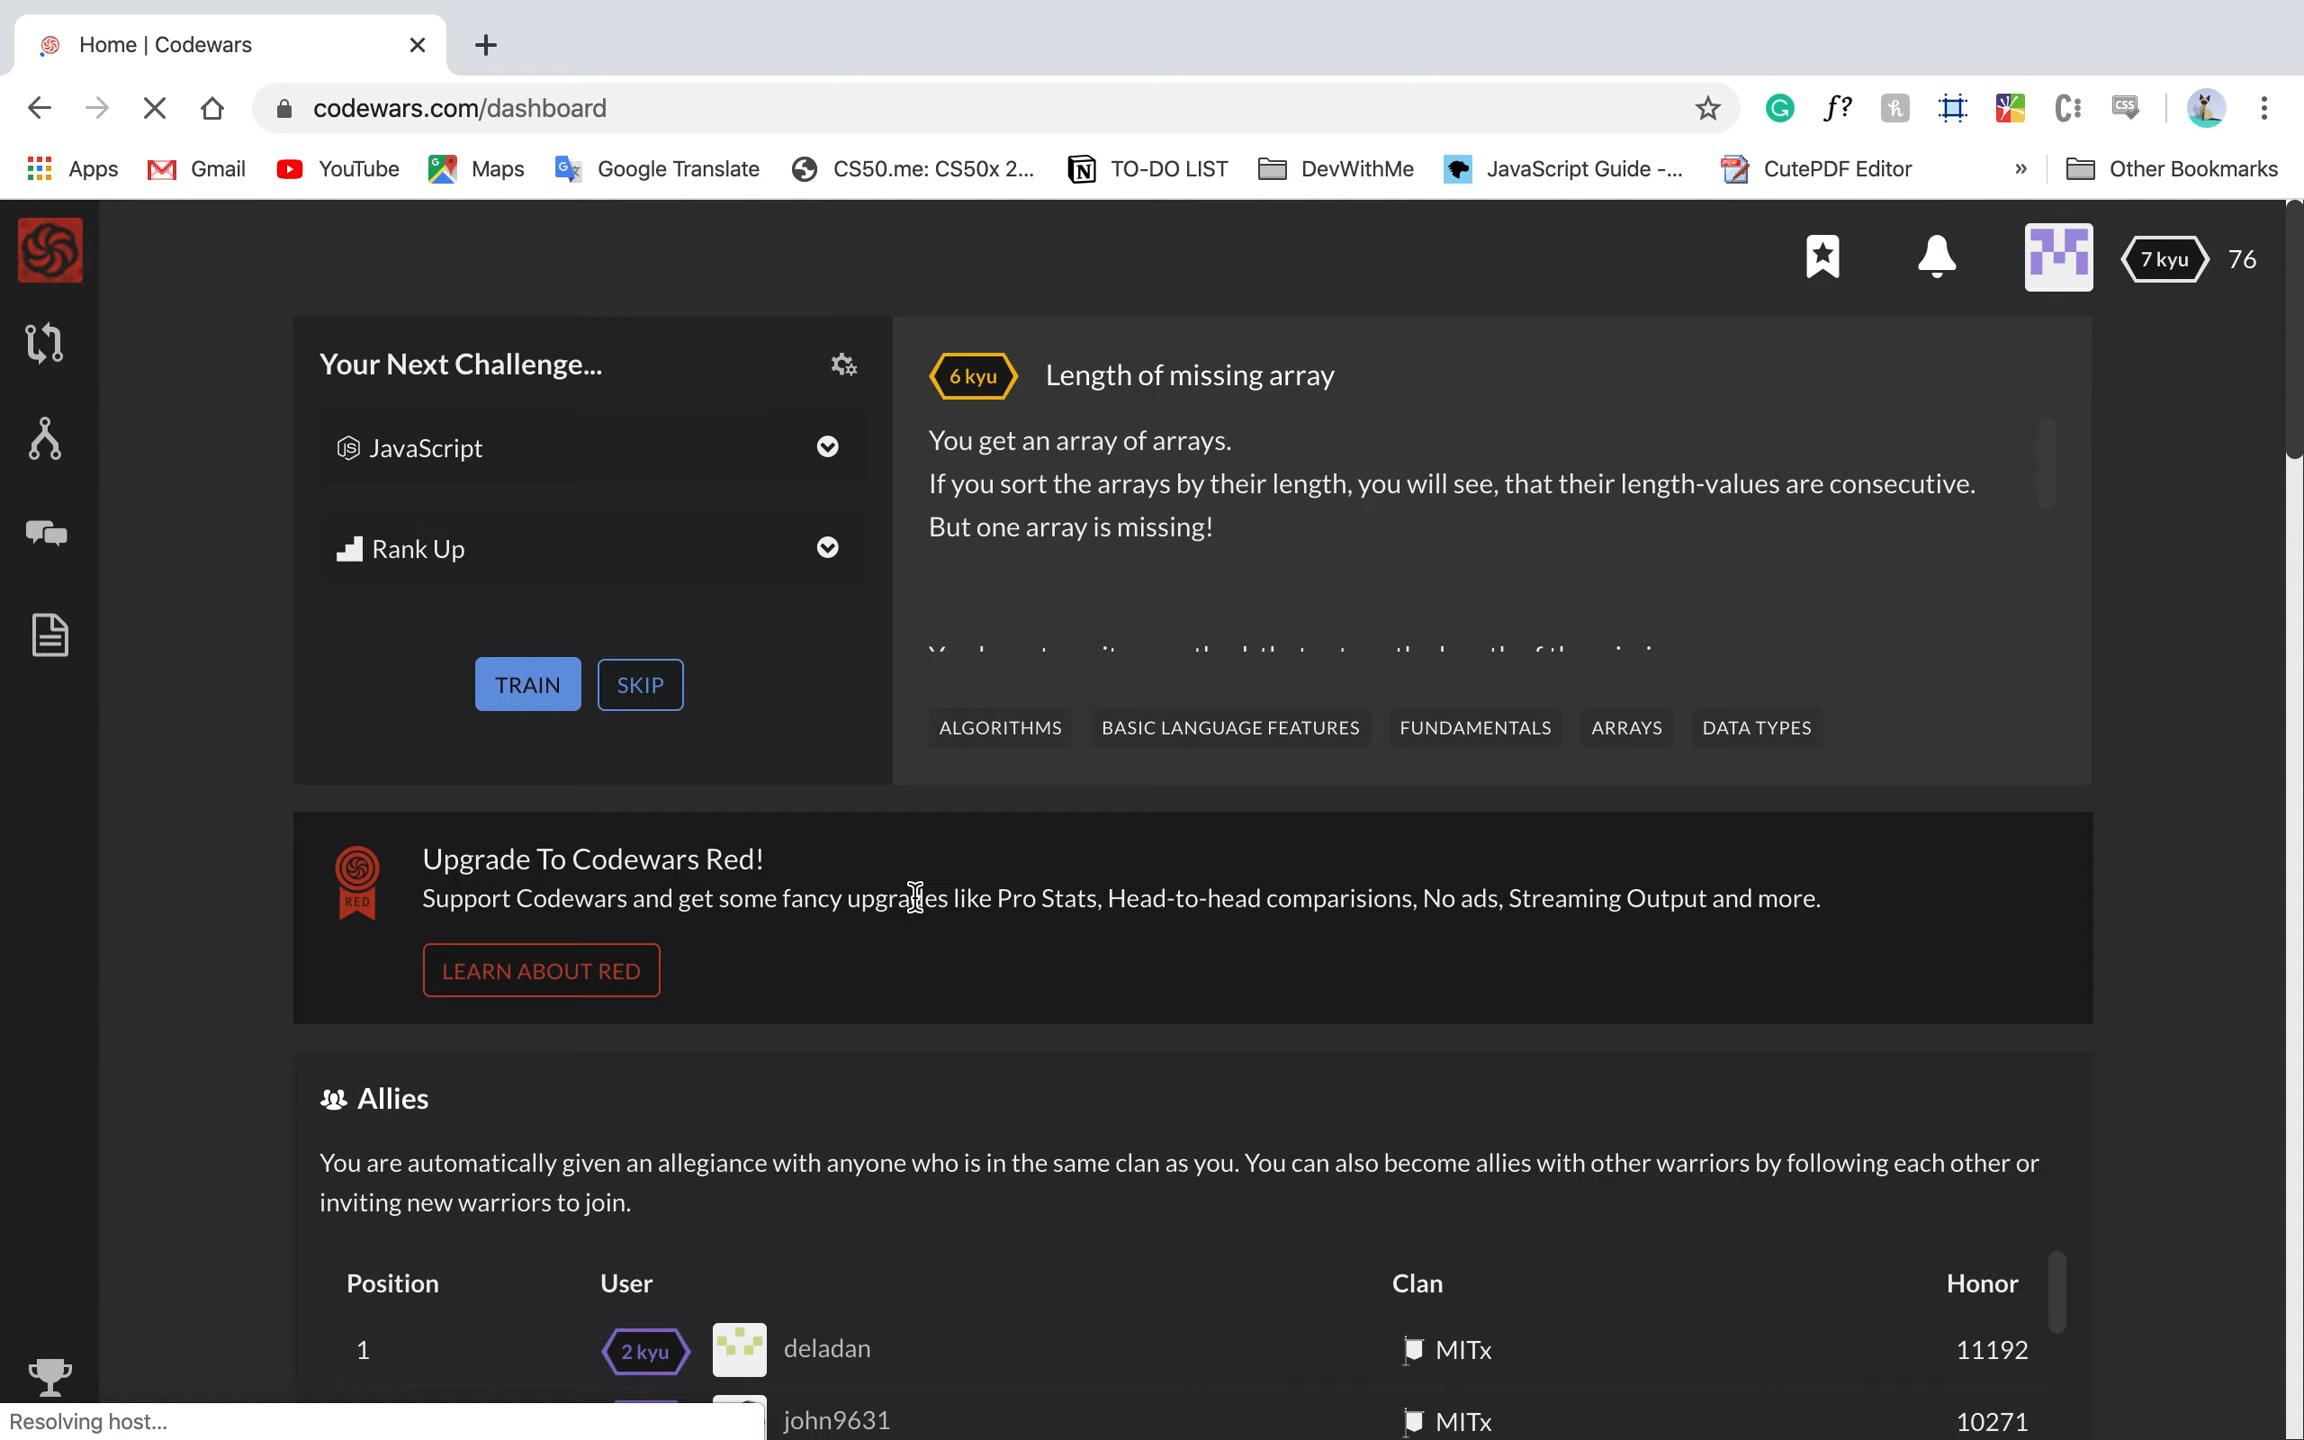 Home | Codewars
codewars.com/dashboard
f?
CSS
Apps Gmail YouTube Maps Google Translate CS50.me: CS50x 2... TO-DO LIST DevWithMe JavaScript Guide -... CutePDF Editor » Other Bookmarks
7 kyu 76
Your Next Challenge...
JavaScript
Rank Up
TRAIN SKIP
6 kyu Length of missing array
You get an array of arrays.
If you sort the arrays by their length, you will see, that their length-values are consecutive.
But one array is missing!
ALGORITHMS BASIC LANGUAGE FEATURES FUNDAMENTALS ARRAYS DATA TYPES
RED
Upgrade To Codewars Red!
Support Codewars and get some fancy upgrades like Pro Stats, Head-to-head comparisions, No ads, Streaming Output and more.
LEARN ABOUT RED
Allies
You are automatically given an allegiance with anyone who is in the same clan as you. You can also become allies with other warriors by following each other or
inviting new warriors to join.
Position User Clan Honor
1 2 kyu deladan MITx 11192
john9631 MITx 10271
Resolving host...